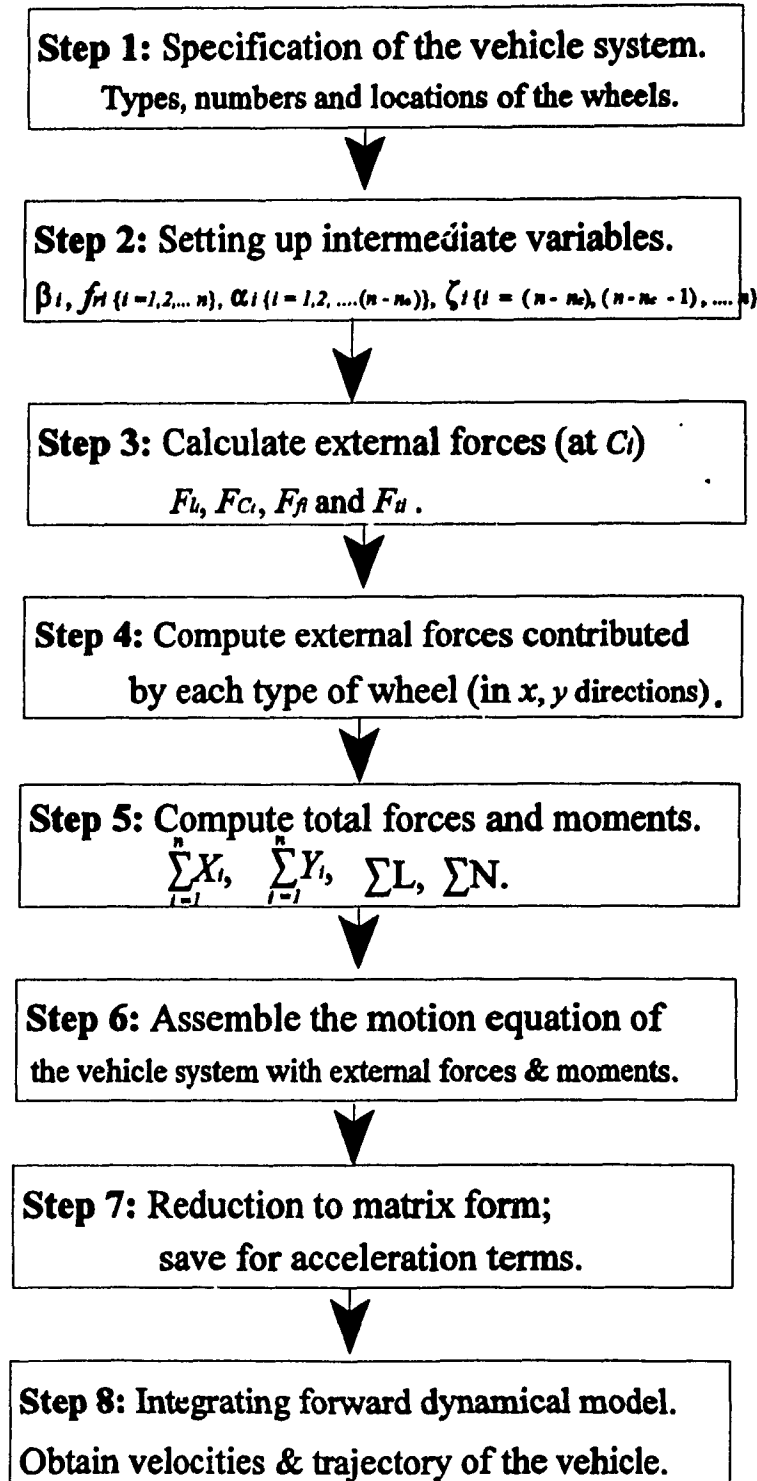 Step 1: Specification of the vehicle system.
Types, numbers and locations of the wheels.
Step 2: Setting up intermediate variables.
βi, fri {i =1,2,... n}, αi {i = 1,2, ....(n - nc)}, ζi {i = (n - nc), (n - nc - 1), .... n}
Step 3: Calculate external forces (at Ci)
Fli, FCi, Ffi and Fti .
Step 4: Compute external forces contributed
by each type of wheel (in x, y directions).
Step 5: Compute total forces and moments.
n∑i=1 Xi, n∑i=1 Yi, ∑L, ∑N.
Step 6: Assemble the motion equation of
the vehicle system with external forces & moments.
Step 7: Reduction to matrix form;
save for acceleration terms.
Step 8: Integrating forward dynamical model.
Obtain velocities & trajectory of the vehicle.